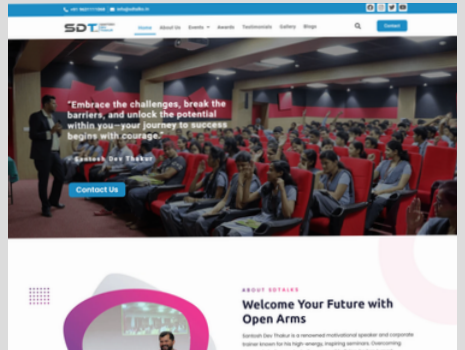 info@sdtalks.in
SDT
Home About Us Events Awards Testimonials Gallery Blogs
Contact
"Embrace the challenges, break the
barriers, and unlock the potential
within you—your journey to success
begins with courage."
- Santosh Dev Thakur
Contact Us
ABOUT SDTALKS
Welcome Your Future with
Open Arms
Santosh Dev Thakur is a renowned motivational speaker and corporate
trainer known for his high-energy, inspiring seminars. Overcoming